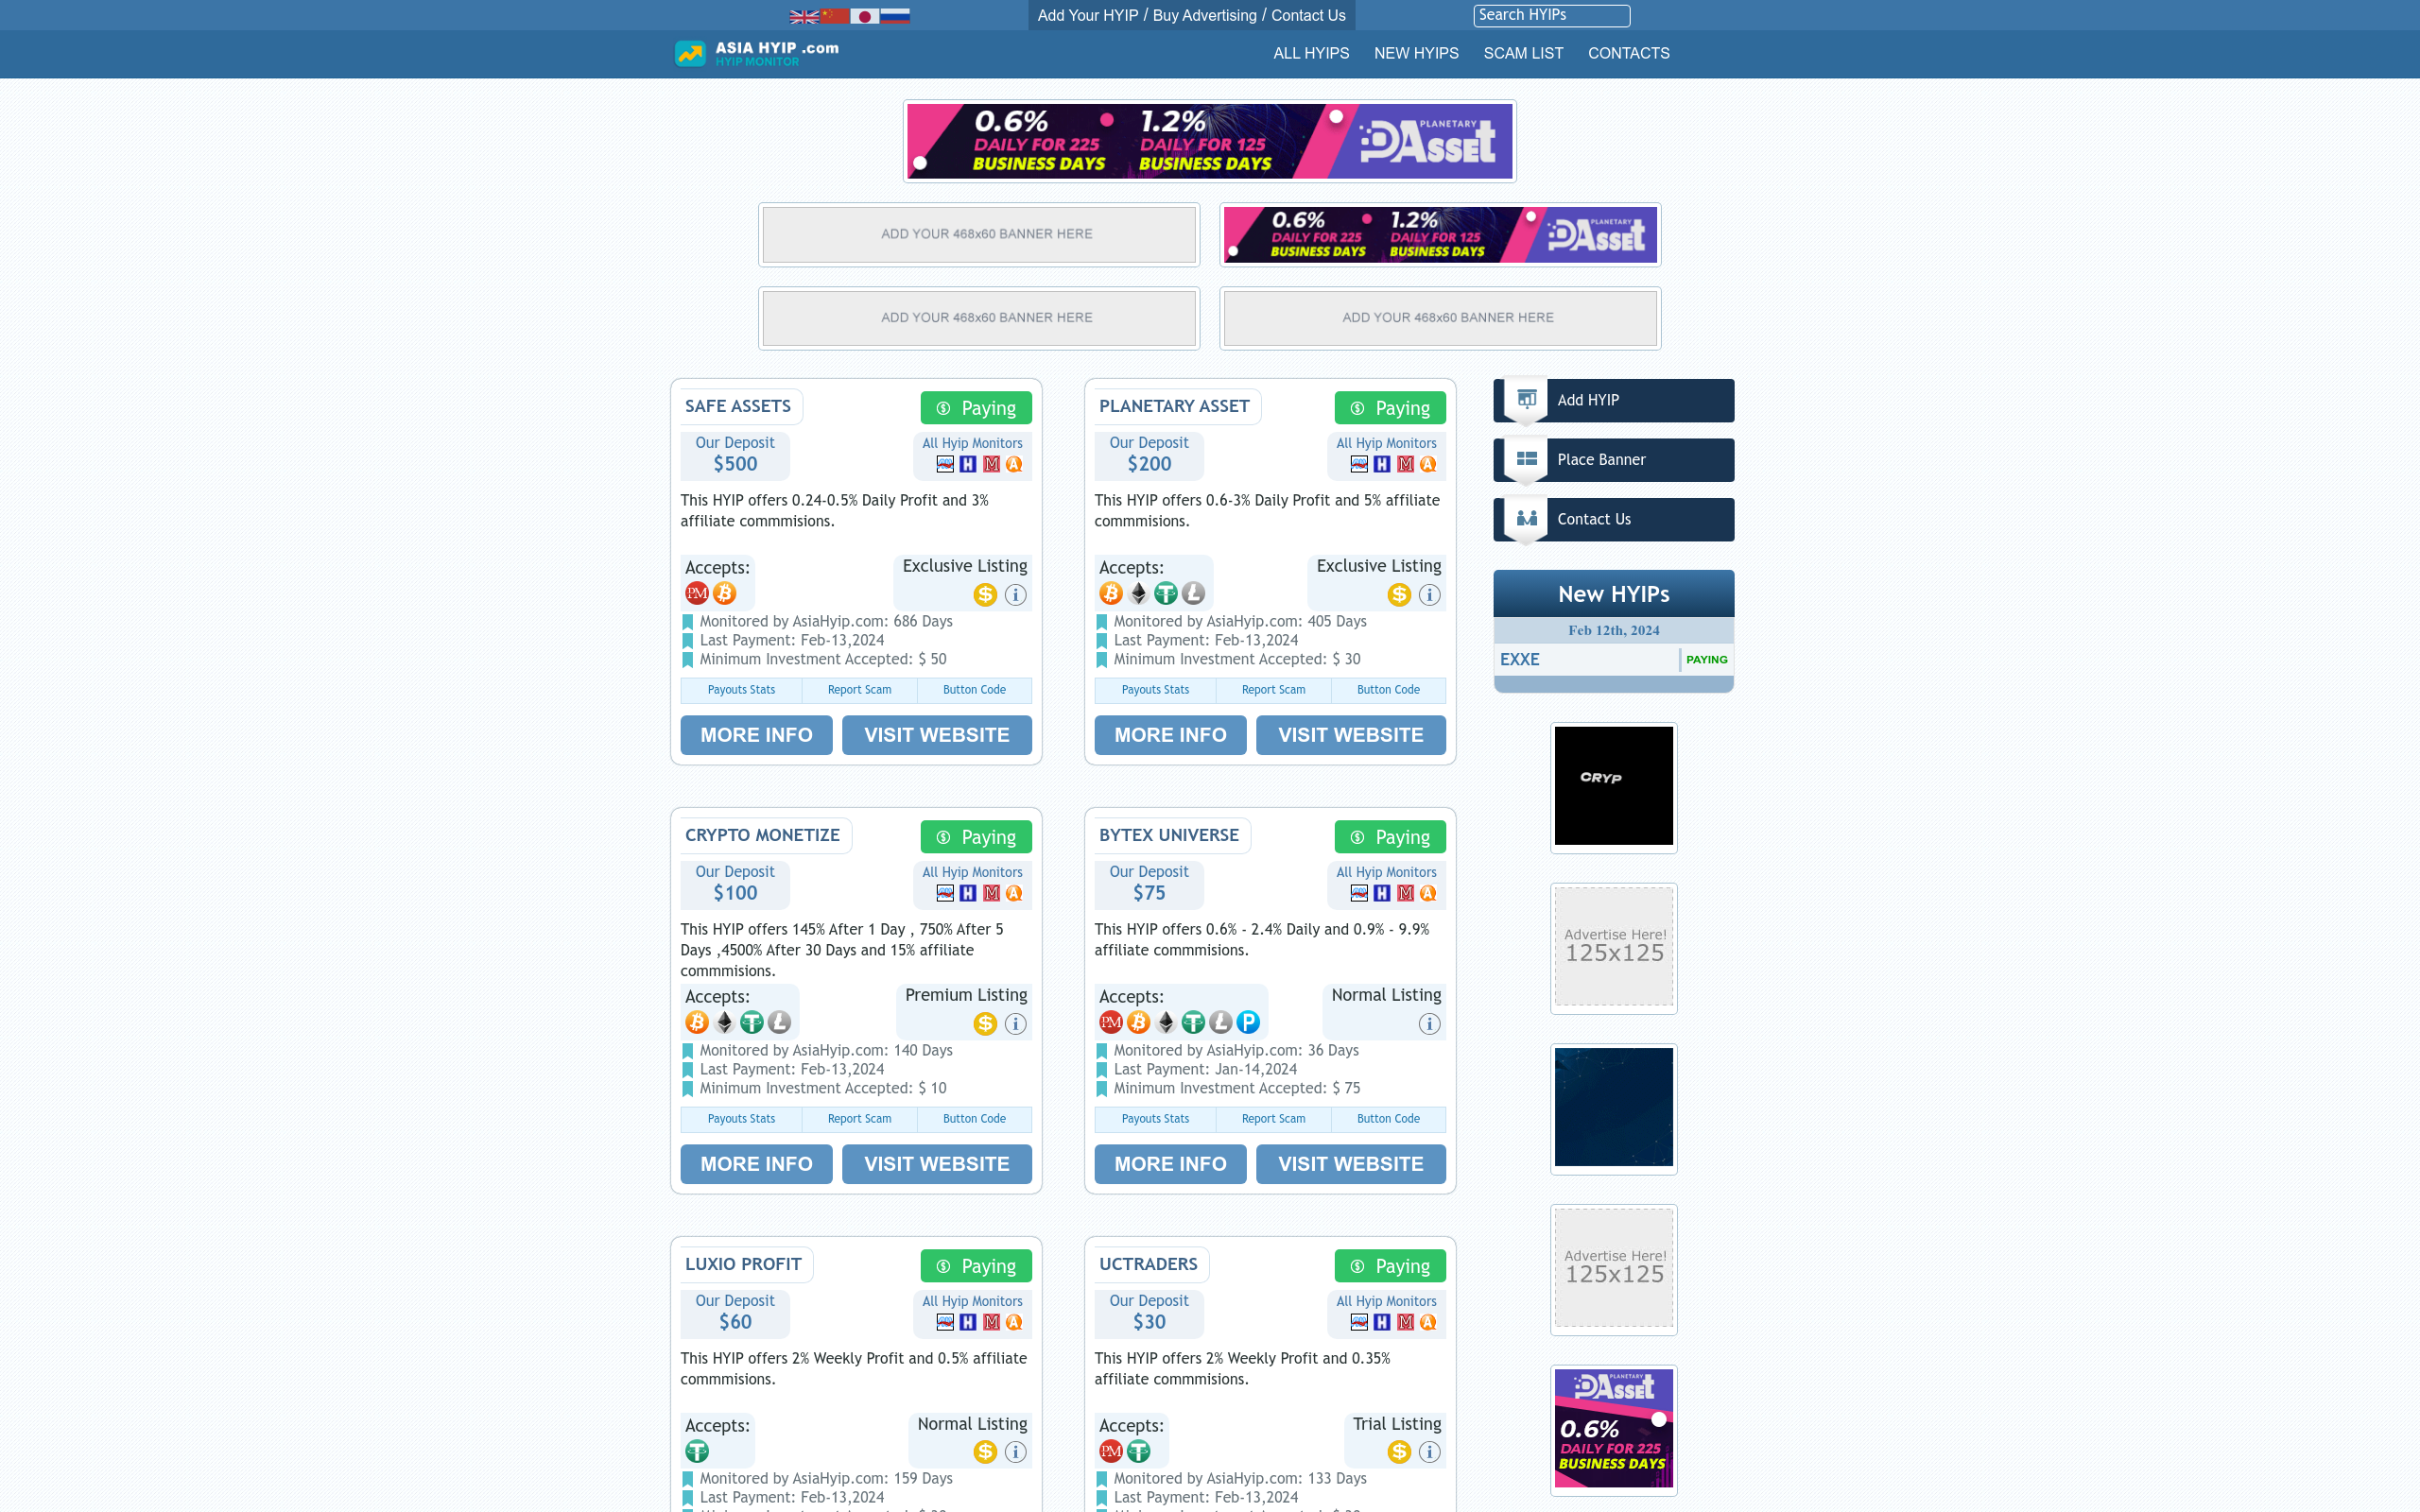 Add Your HYIP / Buy Advertising / Contact Us
Search HYIPs
ASIA HYIP .com
HYIP MONITOR
ALL HYIPS NEW HYIPS SCAM LIST CONTACTS
0.6% 1.2% PLANETARY
DAILY FOR 225 DAILY FOR 125 PAsset
BUSINESS DAYS BUSINESS DAYS
ADD YOUR 468x60 BANNER HERE
0.6% 1.2% PLANETARY
DAILY FOR 225 DAILY FOR 125 PAsset
BUSINESS DAYS BUSINESS DAYS
ADD YOUR 468x60 BANNER HERE
ADD YOUR 468x60 BANNER HERE
SAFE ASSETS
Paying
Our Deposit
$500
All Hyip Monitors
This HYIP offers 0.24-0.5% Daily Profit and 3%
affiliate commmisions.
Accepts:
Exclusive Listing
Monitored by AsiaHyip.com: 686 Days
Last Payment: Feb-13,2024
Minimum Investment Accepted: $ 50
Payouts Stats Report Scam Button Code
MORE INFO VISIT WEBSITE
PLANETARY ASSET
Paying
Our Deposit
$200
All Hyip Monitors
This HYIP offers 0.6-3% Daily Profit and 5% affiliate
commmisions.
Accepts:
Exclusive Listing
Monitored by AsiaHyip.com: 405 Days
Last Payment: Feb-13,2024
Minimum Investment Accepted: $ 30
Payouts Stats Report Scam Button Code
MORE INFO VISIT WEBSITE
CRYPTO MONETIZE
Paying
Our Deposit
$100
All Hyip Monitors
This HYIP offers 145% After 1 Day , 750% After 5
Days ,4500% After 30 Days and 15% affiliate
commmisions.
Accepts:
Premium Listing
Monitored by AsiaHyip.com: 140 Days
Last Payment: Feb-13,2024
Minimum Investment Accepted: $ 10
Payouts Stats Report Scam Button Code
MORE INFO VISIT WEBSITE
BYTEX UNIVERSE
Paying
Our Deposit
$75
All Hyip Monitors
This HYIP offers 0.6% - 2.4% Daily and 0.9% - 9.9%
affiliate commmisions.
Accepts:
Normal Listing
Monitored by AsiaHyip.com: 36 Days
Last Payment: Jan-14,2024
Minimum Investment Accepted: $ 75
Payouts Stats Report Scam Button Code
MORE INFO VISIT WEBSITE
LUXIO PROFIT
Paying
Our Deposit
$60
All Hyip Monitors
This HYIP offers 2% Weekly Profit and 0.5% affiliate
commmisions.
Accepts:
Normal Listing
Monitored by AsiaHyip.com: 159 Days
Last Payment: Feb-13,2024
UCTRADERS
Paying
Our Deposit
$30
All Hyip Monitors
This HYIP offers 2% Weekly Profit and 0.35%
affiliate commmisions.
Accepts:
Trial Listing
Monitored by AsiaHyip.com: 133 Days
Last Payment: Feb-13,2024
Add HYIP
Place Banner
Contact Us
New HYIPs
Feb 12th, 2024
EXXE PAYING
CRYP
Advertise Here!
125x125
Advertise Here!
125x125
PLANETARY
PAsset
0.6%
DAILY FOR 225
BUSINESS DAYS